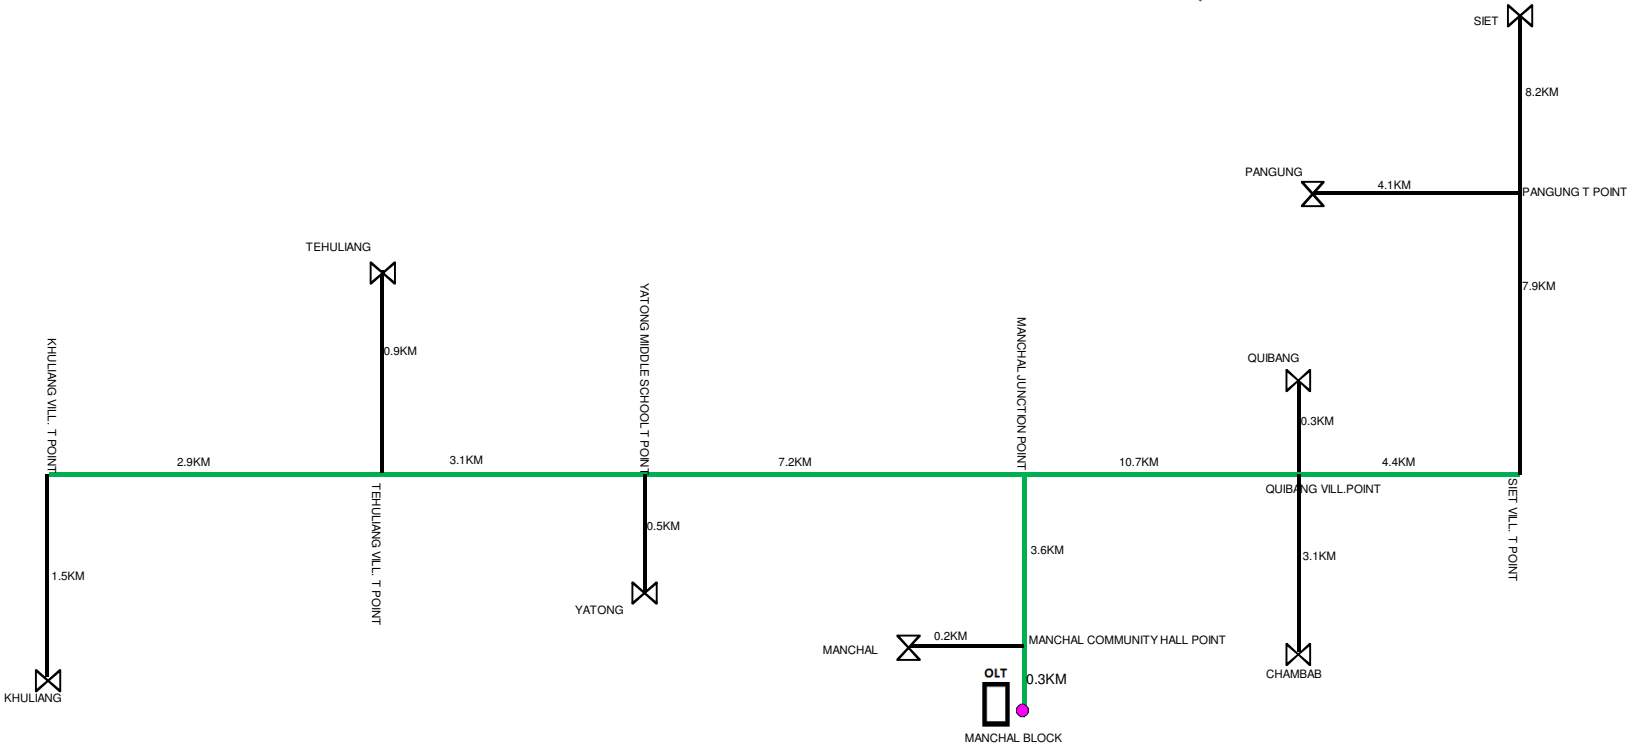 SIET
8.2KM
PANGUNG
4.1KM
PANGUNG T POINT
TEHULIANG
7.9KM
YATONG MIDDLE SCHOOL T POINT
MANCHAL JUNCTION POINT
KHULIANG VILL. T POINT
0.9KM
QUIBANG
0.3KM
2.9KM
3.1KM
7.2KM
10.7KM
4.4KM
TEHULIANG VILL. T POINT
QUIBANG VILL.POINT
SIET VILL. T POINT
0.5KM
3.6KM
3.1KM
1.5KM
YATONG
0.2KM
MANCHAL COMMUNITY HALL POINT
MANCHAL
OLT
0.3KM
CHAMBAB
KHULIANG
MANCHAL BLOCK